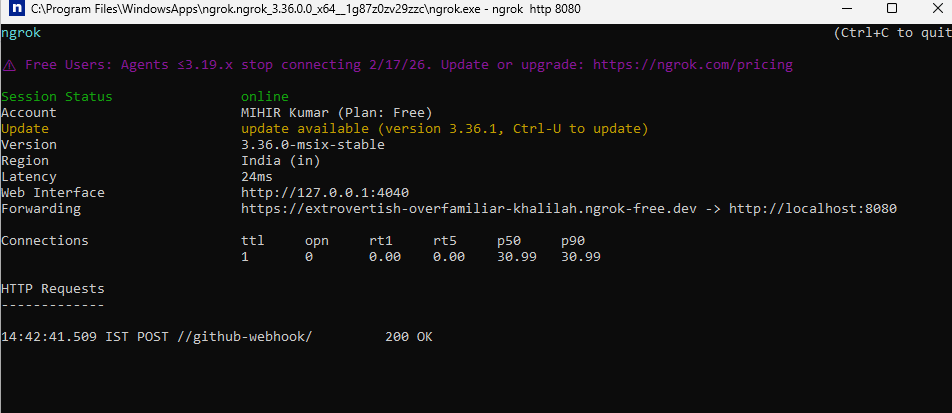 n C:\Program Files\WindowsApps\ngrok.ngrok_3.36.0.0_x64__1g87z0zv29zzc\ngrok.exe - ngrok  http 8080
ngrok (Ctrl+C to quit
⚠ Free Users: Agents ≤3.19.x stop connecting 2/17/26. Update or upgrade: https://ngrok.com/pricing
Session Status online
Account MIHIR Kumar (Plan: Free)
Update update available (version 3.36.1, Ctrl-U to update)
Version 3.36.0-msix-stable
Region India (in)
Latency 24ms
Web Interface http://127.0.0.1:4040
Forwarding https://extrovertish-overfamiliar-khalilah.ngrok-free.dev -> http://localhost:8080
Connections ttl opn rt1 rt5 p50 p90
1 0 0.00 0.00 30.99 30.99
HTTP Requests
-------------
14:42:41.509 IST POST //github-webhook/ 200 OK